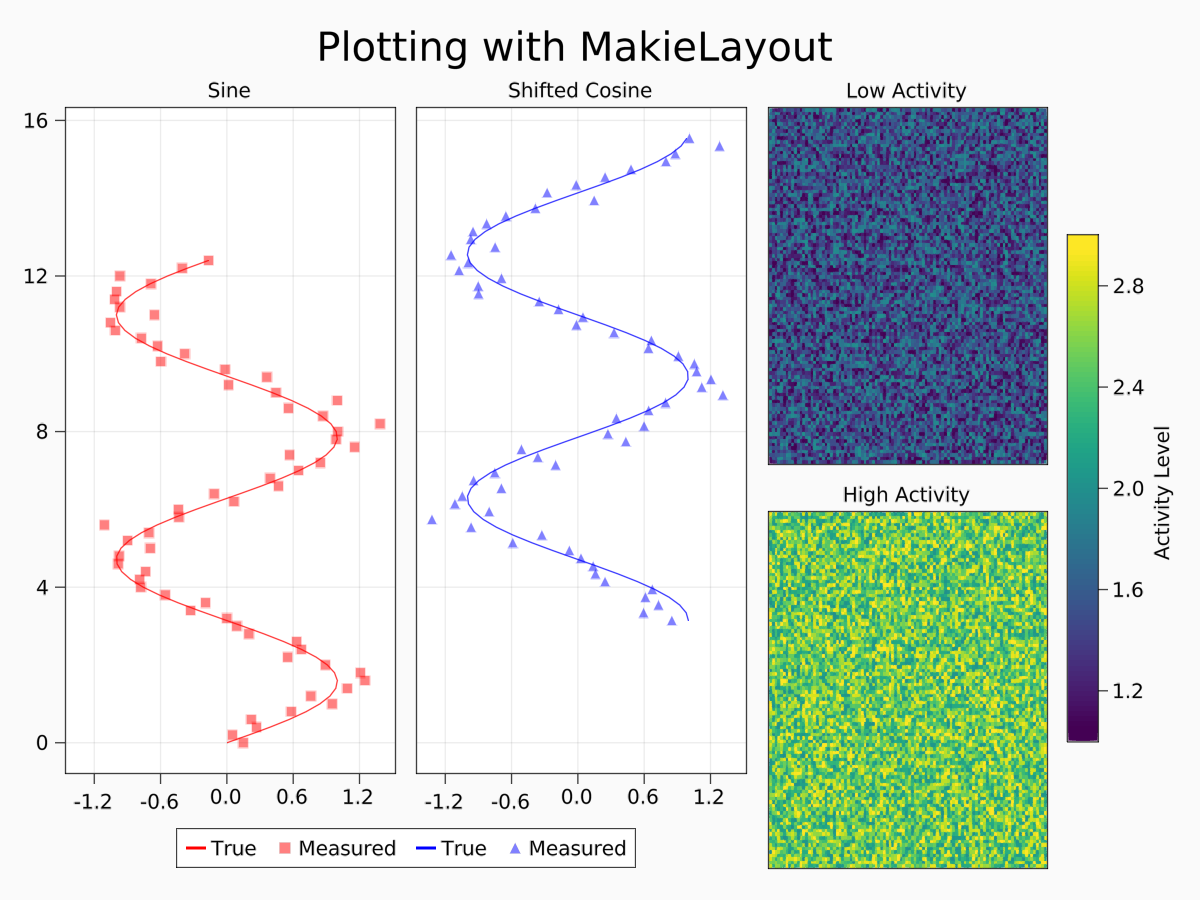 Plotting with MakieLayout
Sine
Shifted Cosine
Low Activity
16
12
8
4
0
-1.2 -0.6 0.0 0.6 1.2
-1.2 -0.6 0.0 0.6 1.2
High Activity
2.8
2.4
2.0
1.6
1.2
Activity Level
True Measured True Measured